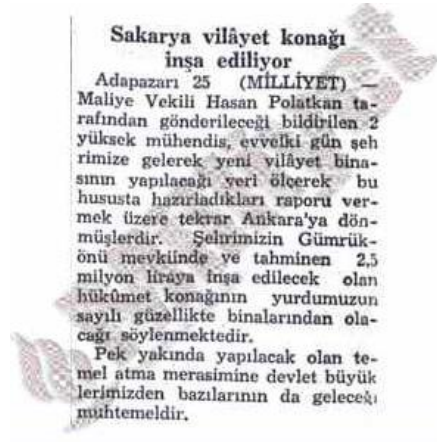 Sakarya vilâyet konağı
inşa ediliyor
Adapazarı 25 (MİLLİYET) —
Maliye Vekili Hasan Polatkan ta-
rafından gönderileceği bildirilen 2
yüksek mühendis, evvelki gün şeh
rimize gelerek yeni vilâyet bina-
sının yapılacağı yeri ölçerek bu
hususta hazırladıkları raporu ver-
mek üzere tekrar Ankara'ya dön-
müşlerdir. Şehrimizin Gümrük-
önü mevkiinde ve tahminen 2,5
milyon liraya inşa edilecek olan
hükûmet konağının yurdumuzun
sayılı güzellikte binalarından ola-
cağı söylenmektedir.
Pek yakında yapılacak olan te-
mel atma merasimine devlet büyük
lerimizden bazılarının da geleceği
muhtemeldir.